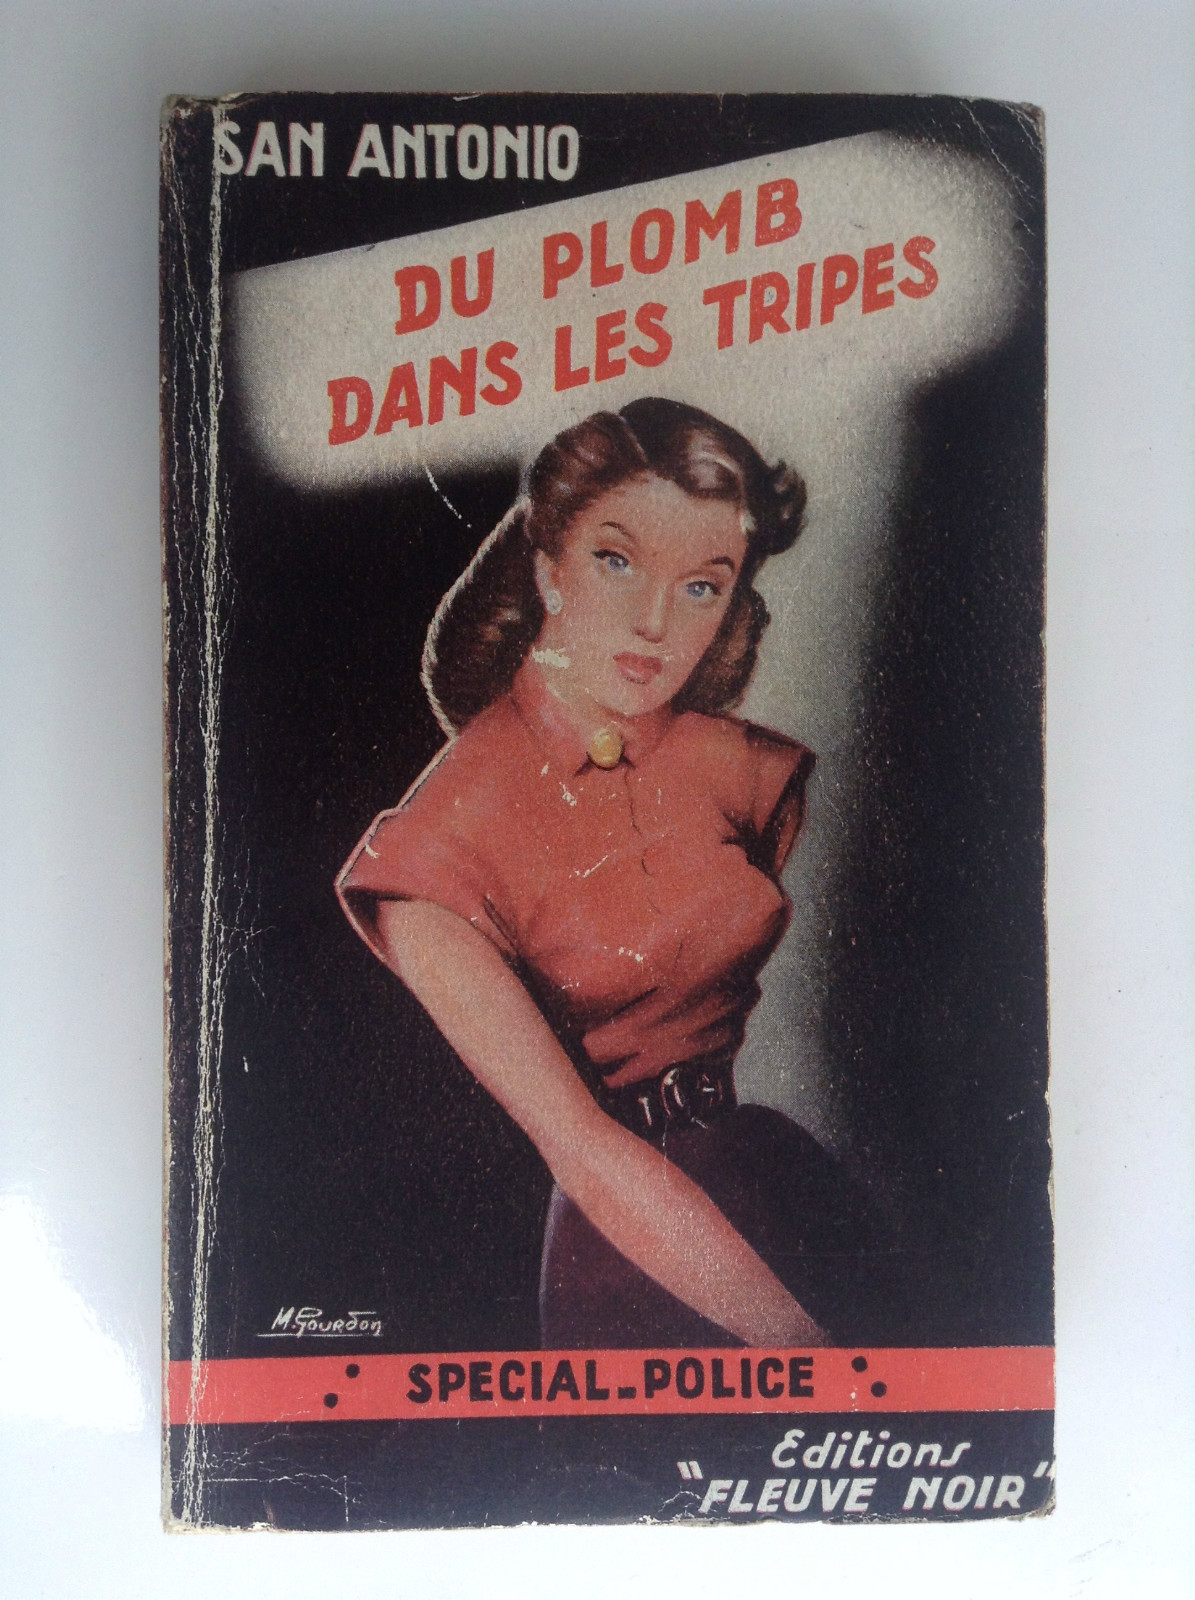 SAN ANTONIO
DU PLOMB
DANS LES TRIPES
M. Gourdon
SPECIAL-POLICE
Editions
"FLEUVE NOIR"